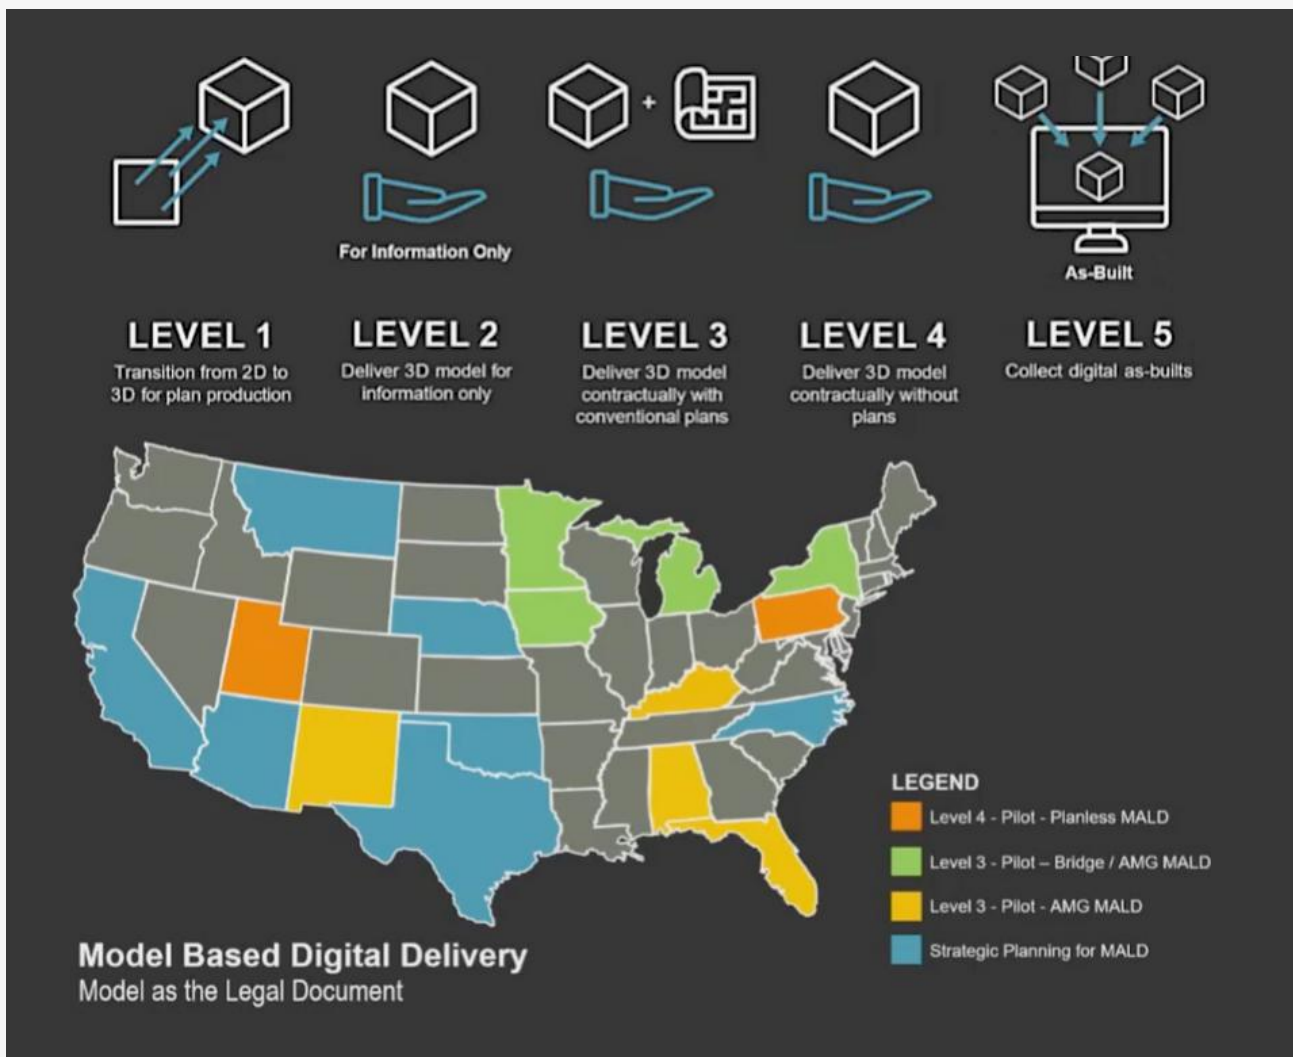 For Information Only
As-Built
LEVEL 1
Transition from 2D to
3D for plan production
LEVEL 2
Deliver 3D model for
information only
LEVEL 3
Deliver 3D model
contractually with
conventional plans
LEVEL 4
Deliver 3D model
contractually without
plans
LEVEL 5
Collect digital as-builts
LEGEND
Level 4 - Pilot - Planless MALD
Level 3 - Pilot – Bridge / AMG MALD
Level 3 - Pilot - AMG MALD
Strategic Planning for MALD
Model Based Digital Delivery
Model as the Legal Document